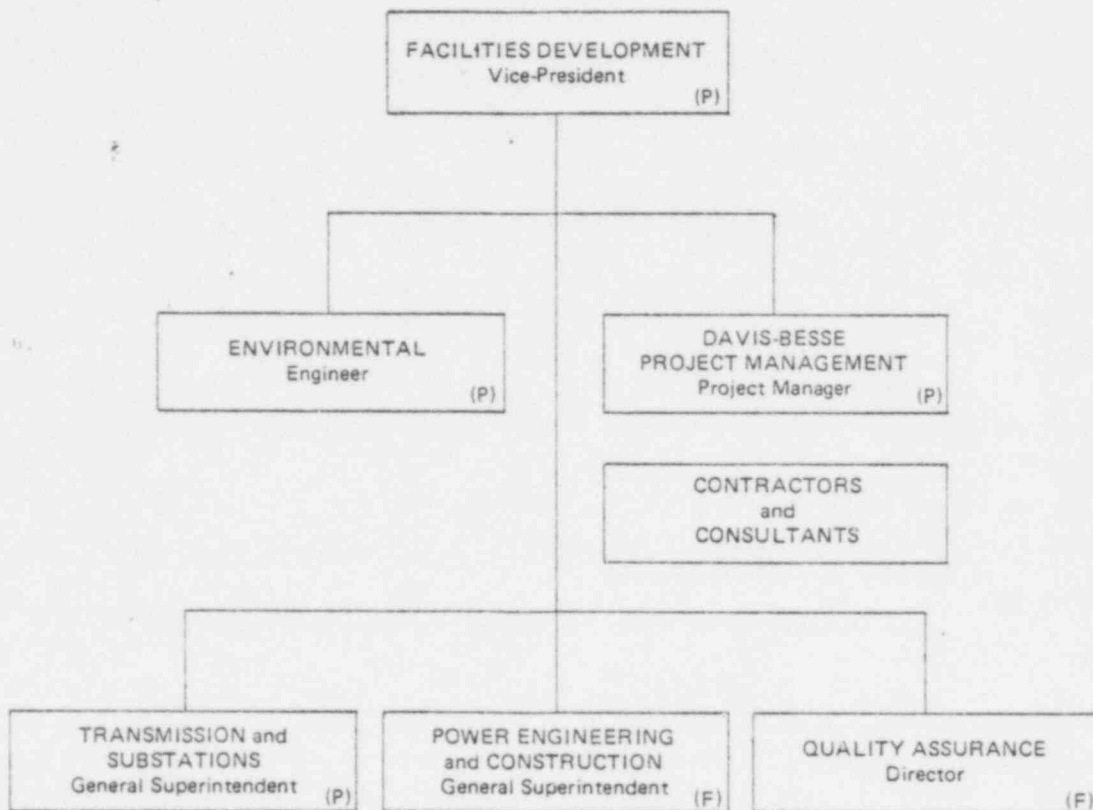 FACILITIES DEVELOPMENT
Vice-President
(P)
ENVIRONMENTAL
Engineer
(P)
DAVIS-BESSE
PROJECT MANAGEMENT
Project Manager
(P)
CONTRACTORS
and
CONSULTANTS
TRANSMISSION and
SUBSTATIONS
General Superintendent
(P)
POWER ENGINEERING
and CONSTRUCTION
General Superintendent
(F)
QUALITY ASSURANCE
Director
(F)